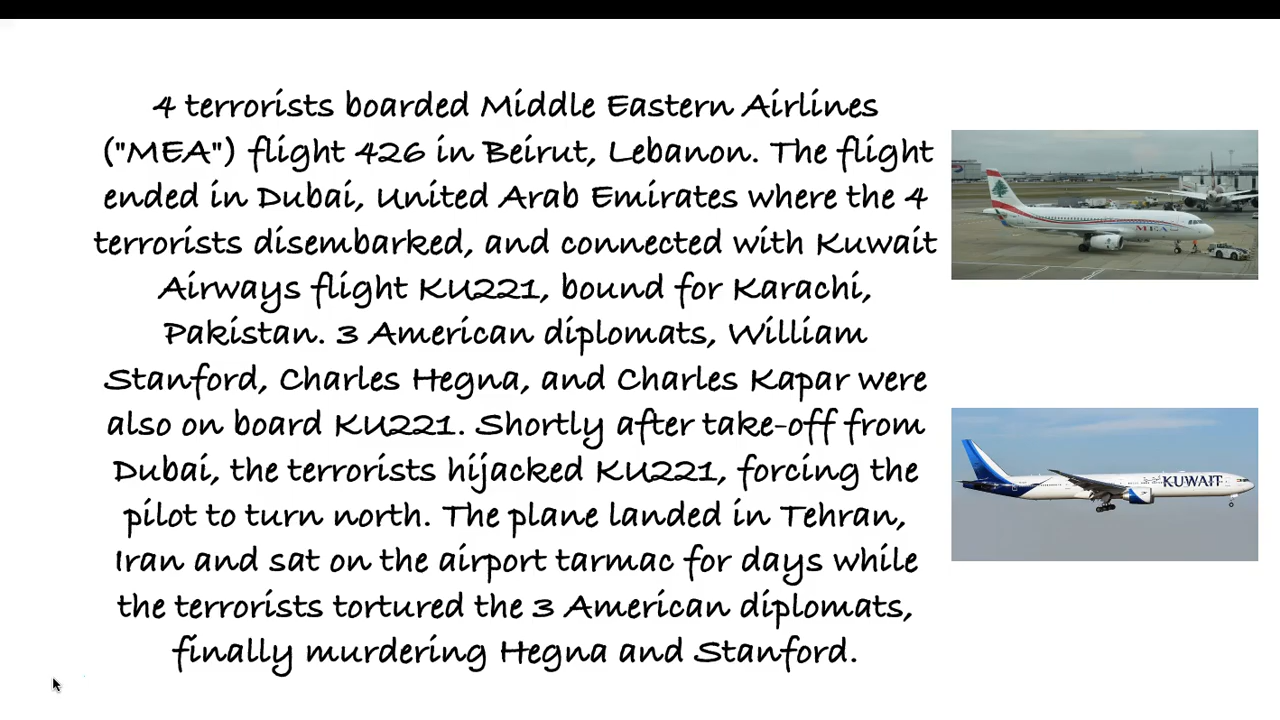 4 terrorists boarded Middle Eastern Airlines
("MEA") flight 426 in Beirut, Lebanon. The flight
ended in Dubai, United Arab Emirates where the 4
terrorists disembarked, and connected with Kuwait
Airways flight KU221, bound for Karachi,
Pakistan. 3 American diplomats, William
Stanford, Charles Hegna, and Charles Kapar were
also on board KU221. Shortly after take-off from
Dubai, the terrorists hijacked KU221, forcing the
pilot to turn north. The plane landed in Tehran,
Iran and sat on the airport tarmac for days while
the terrorists tortured the 3 American diplomats,
finally murdering Hegna and Stanford.
MEA
KUWAIT